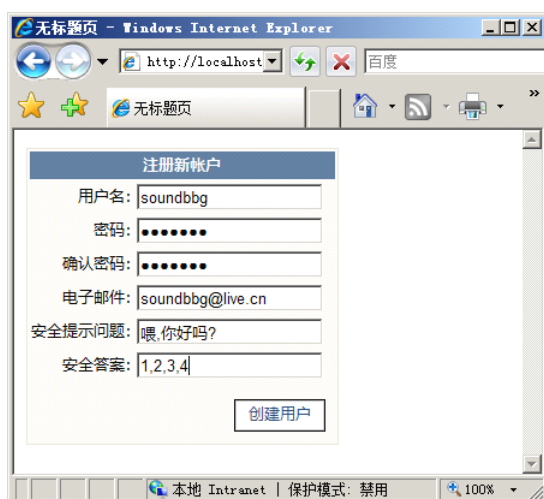 无标题页 - Windows Internet Explorer
http://localhost
百度
无标题页
»
注册新帐户
用户名: soundbbg
密码: ●●●●●●●
确认密码: ●●●●●●●
电子邮件: soundbbg@live.cn
安全提示问题: 喂,你好吗?
安全答案: 1,2,3,4
创建用户
本地 Intranet | 保护模式: 禁用
100%